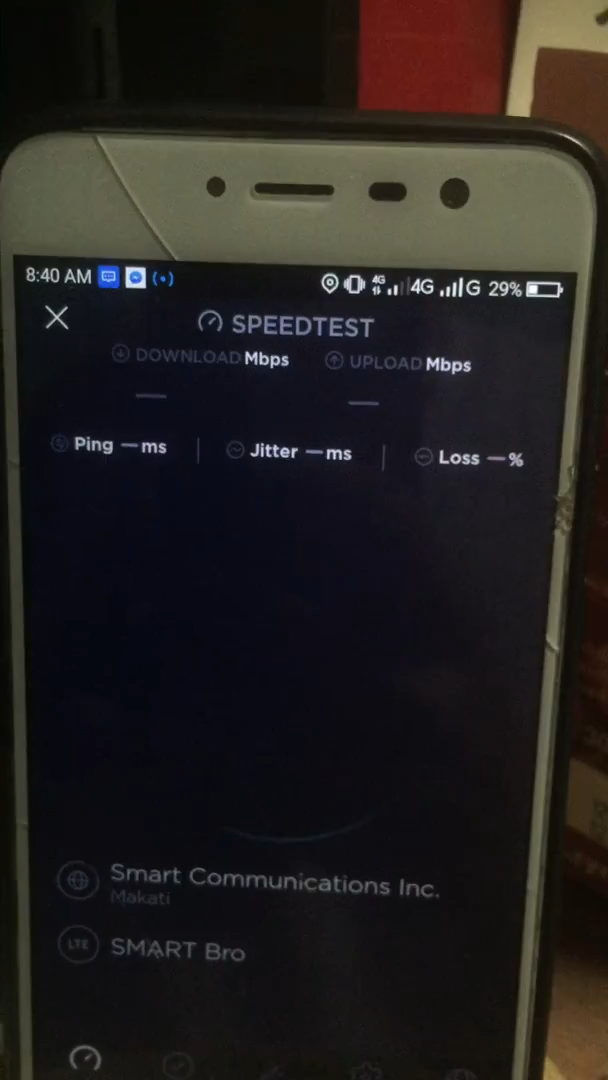 8:40 AM 4G 4G G 29%
SPEEDTEST
DOWNLOAD Mbps UPLOAD Mbps
— —
Ping — ms Jitter — ms Loss — %
Smart Communications Inc.
Makati
LTE SMART Bro